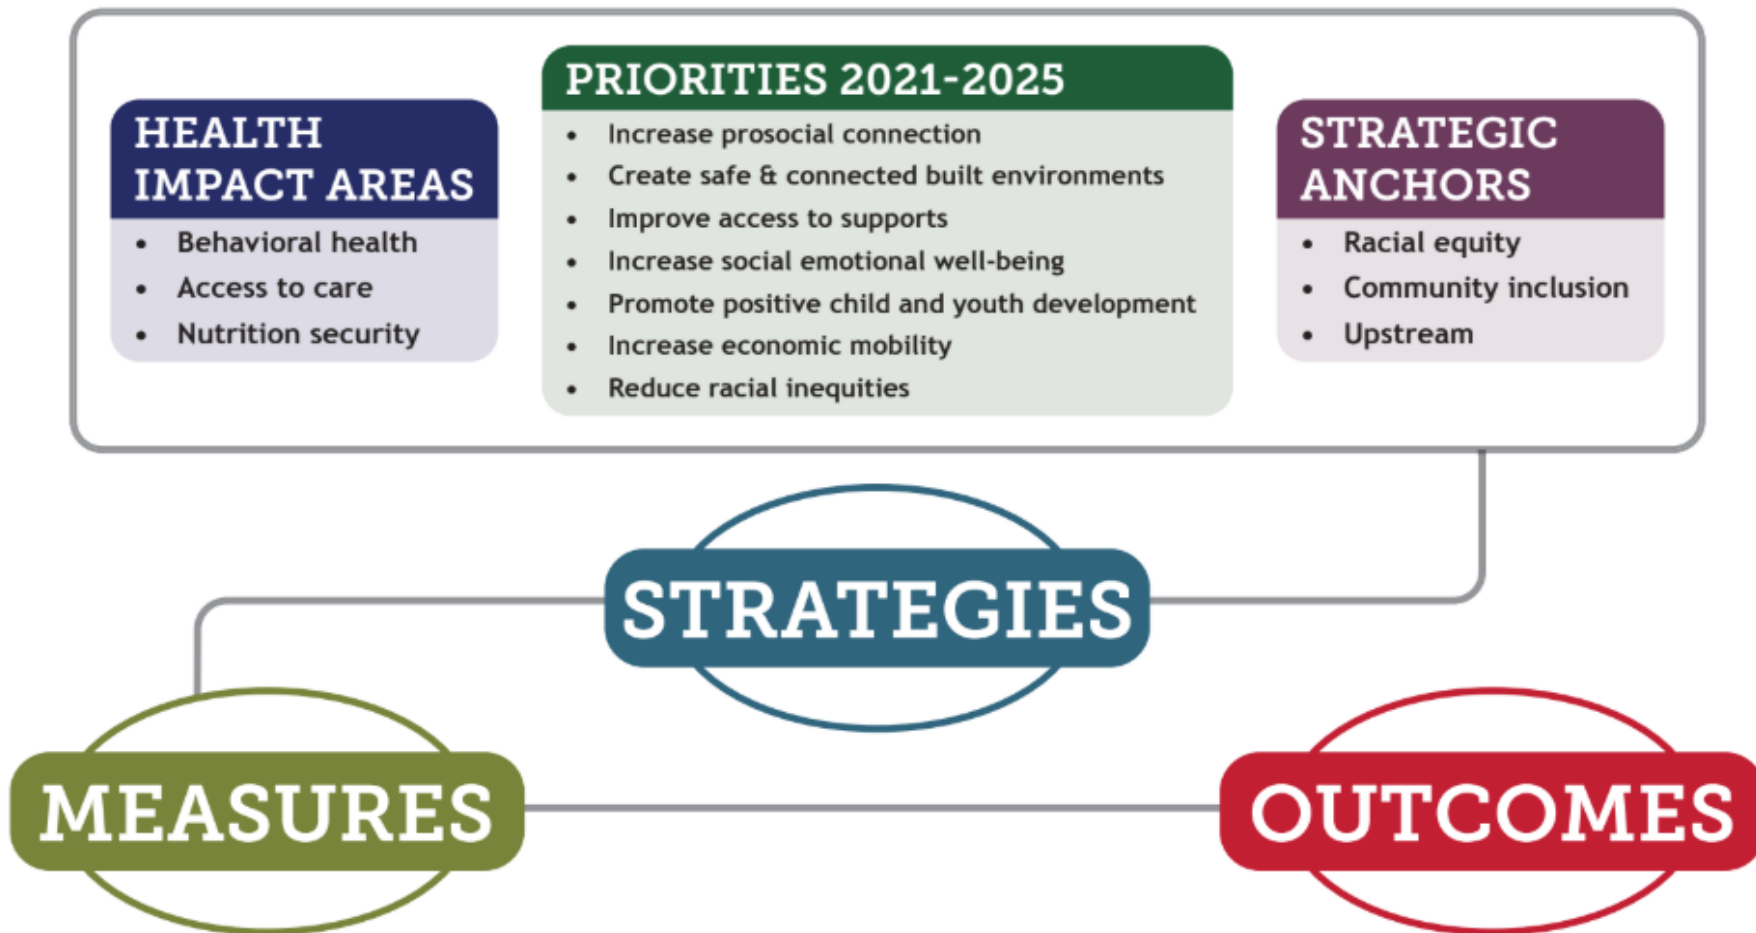 HEALTH
IMPACT AREAS
• Behavioral health
• Access to care
• Nutrition security
PRIORITIES 2021-2025
• Increase prosocial connection
• Create safe & connected built environments
• Improve access to supports
• Increase social emotional well-being
• Promote positive child and youth development
• Increase economic mobility
• Reduce racial inequities
STRATEGIC
ANCHORS
• Racial equity
• Community inclusion
• Upstream
STRATEGIES
MEASURES
OUTCOMES